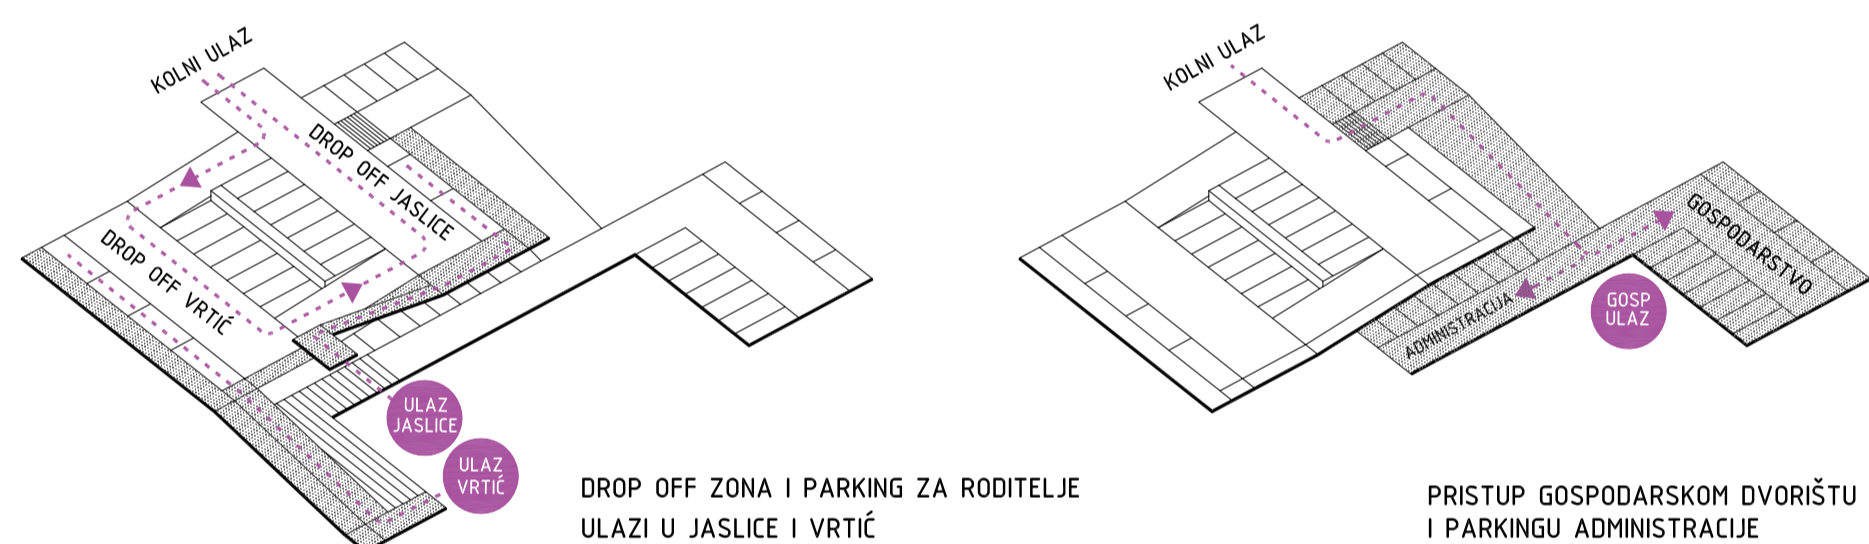 KOLNI ULAZ
DROP OFF JASLICE
DROP OFF VRTIĆ
ULAZ
JASLICE
ULAZ
VRTIĆ
DROP OFF ZONA I PARKING ZA RODITELJE
ULAZI U JASLICE I VRTIĆ
KOLNI ULAZ
GOSPODARSTVO
ADMINISTRACIJA
GOSP
ULAZ
PRISTUP GOSPODARSKOM DVORIŠTU
I PARKINGU ADMINISTRACIJE